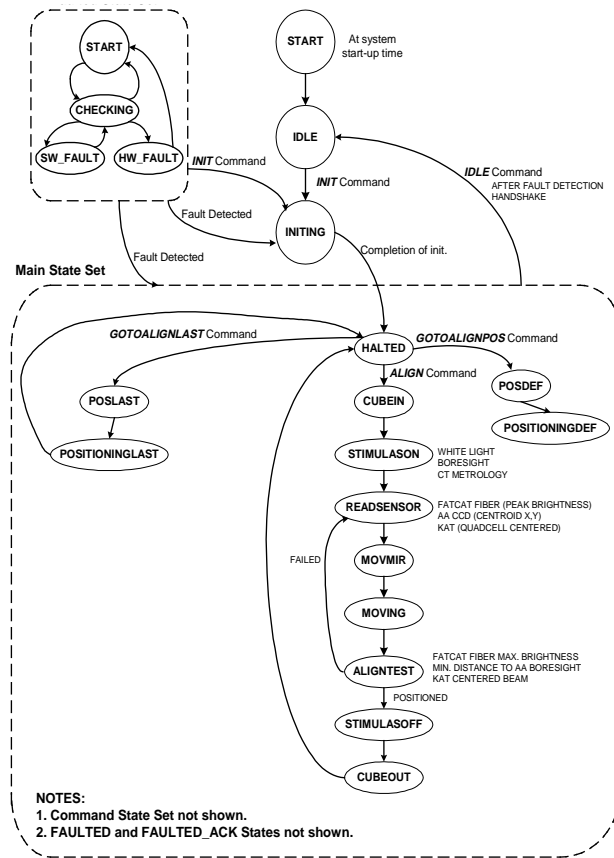 START
CHECKING
SW_FAULT
HW_FAULT
START
At system
start-up time
IDLE
INIT Command
INIT Command
IDLE Command
AFTER FAULT DETECTION
HANDSHAKE
Fault Detected
INITING
Fault Detected
Completion of init.
Main State Set
GOTOALIGNLAST Command
HALTED
GOTOALIGNPOS Command
ALIGN Command
POSLAST
CUBEIN
POSDEF
POSITIONINGLAST
POSITIONINGDEF
STIMULASON
WHITE LIGHT
BORESIGHT
CT METROLOGY
READSENSOR
FATCAT FIBER (PEAK BRIGHTNESS)
AA CCD (CENTROID X,Y)
KAT (QUADCELL CENTERED)
FAILED
MOVMIR
MOVING
ALIGNTEST
FATCAT FIBER MAX. BRIGHTNESS
MIN. DISTANCE TO AA BORESIGHT
KAT CENTERED BEAM
POSITIONED
STIMULASOFF
CUBEOUT
NOTES:
1. Command State Set not shown.
2. FAULTED and FAULTED_ACK States not shown.